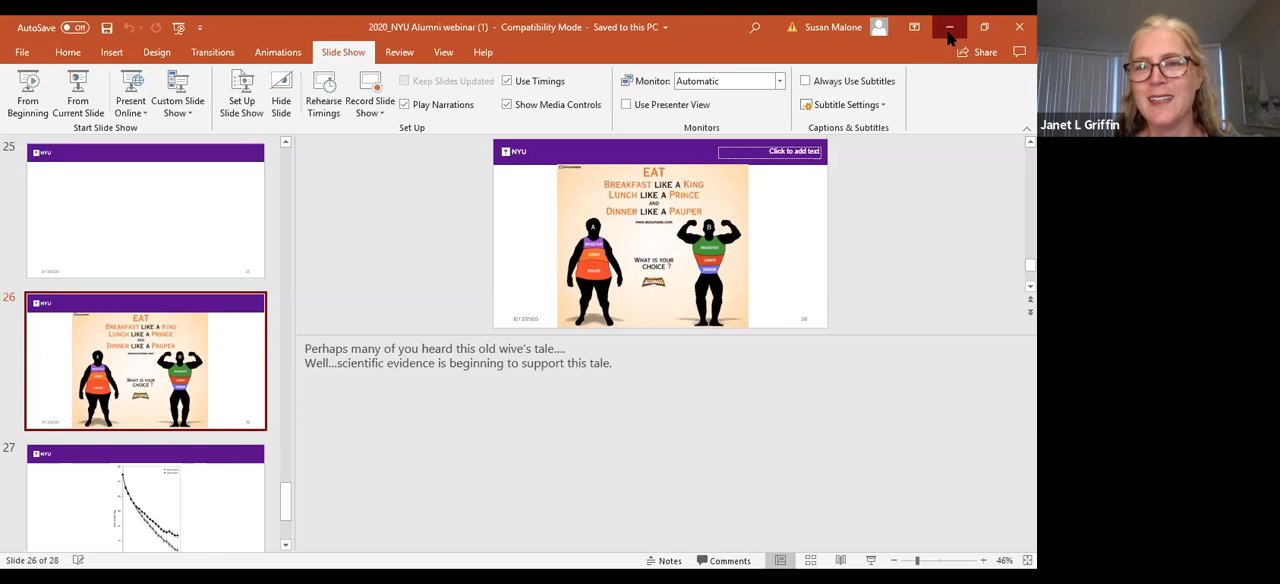 AutoSave Off
2020_NYU Alumni webinar (1) - Compatibility Mode - Saved to this PC
Susan Malone
File Home Insert Design Transitions Animations Slide Show Review View Help
Share
From Beginning
From Current Slide
Present Online
Custom Slide Show
Set Up Slide Show
Hide Slide
Rehearse Timings
Record Slide Show
Keep Slides Updated
Play Narrations
Use Timings
Show Media Controls
Monitor: Automatic
Use Presenter View
Always Use Subtitles
Subtitle Settings
Start Slide Show
Set Up
Monitors
Captions & Subtitles
Janet L Griffin
25
NYU
26
NYU
EAT
BREAKFAST LIKE A KING
LUNCH LIKE A PRINCE
AND
DINNER LIKE A PAUPER
A
B
WHAT IS YOUR
CHOICE ?
27
NYU
NYU
Click to add text
EAT
BREAKFAST LIKE A KING
LUNCH LIKE A PRINCE
AND
DINNER LIKE A PAUPER
A
B
BREAKFAST
LUNCH
DINNER
BREAKFAST
LUNCH
DINNER
WHAT IS YOUR
CHOICE ?
Perhaps many of you heard this old wive's tale....
Well...scientific evidence is beginning to support this tale.
Slide 26 of 28
Notes
Comments
46%